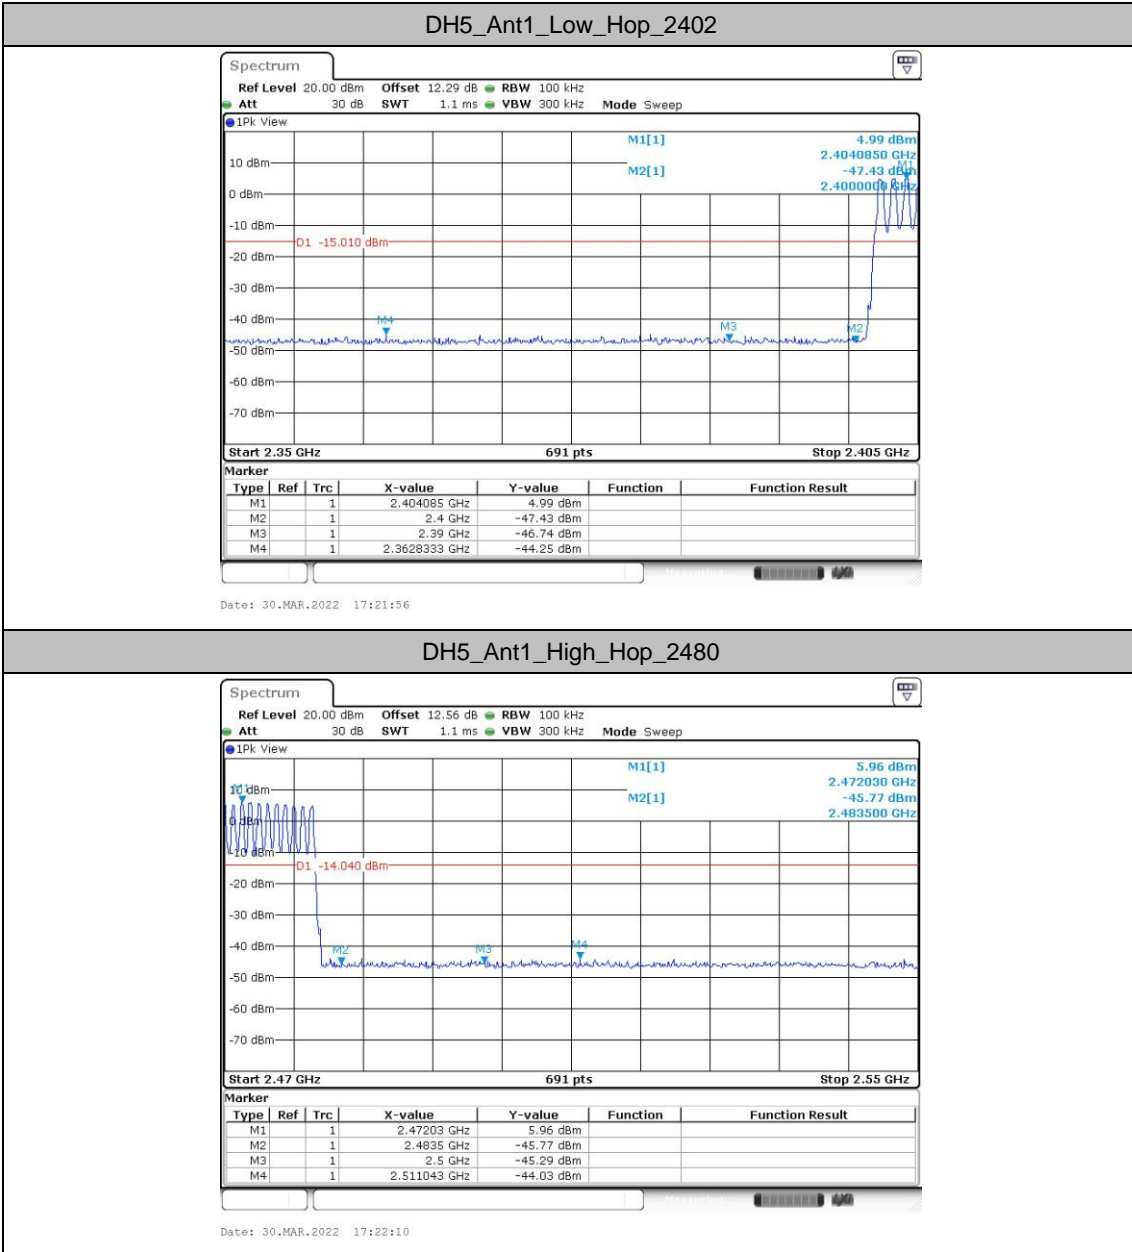 DH5_Ant1_Low_Hop_2402
Spectrum
Ref Level 20.00 dBm Offset 12.29 dB RBW 100 kHz
Att 30 dB SWT 1.1 ms VBW 300 kHz Mode Sweep
1Pk View
M1[1] 4.99 dBm
2.4040850 GHz
M2[1] -47.43 dBm
2.4000000 GHz
M1
10 dBm
0 dBm
-10 dBm
D1 -15.010 dBm
-20 dBm
-30 dBm
-40 dBm
M4 M3 M2
-50 dBm
-60 dBm
-70 dBm
Start 2.35 GHz 691 pts Stop 2.405 GHz
Marker
Type Ref Trc X-value Y-value Function Function Result
M1 1 2.404085 GHz 4.99 dBm
M2 1 2.4 GHz -47.43 dBm
M3 1 2.39 GHz -46.74 dBm
M4 1 2.3628333 GHz -44.25 dBm
Measuring...
Date: 30.MAR.2022 17:21:56
DH5_Ant1_High_Hop_2480
Spectrum
Ref Level 20.00 dBm Offset 12.56 dB RBW 100 kHz
Att 30 dB SWT 1.1 ms VBW 300 kHz Mode Sweep
1Pk View
M1[1] 5.96 dBm
2.472030 GHz
M2[1] -45.77 dBm
2.483500 GHz
M1
10 dBm
0 dBm
-10 dBm
D1 -14.040 dBm
-20 dBm
-30 dBm
-40 dBm
M2 M3 M4
-50 dBm
-60 dBm
-70 dBm
Start 2.47 GHz 691 pts Stop 2.55 GHz
Marker
Type Ref Trc X-value Y-value Function Function Result
M1 1 2.47203 GHz 5.96 dBm
M2 1 2.4835 GHz -45.77 dBm
M3 1 2.5 GHz -45.29 dBm
M4 1 2.511043 GHz -44.03 dBm
Measuring...
Date: 30.MAR.2022 17:22:10